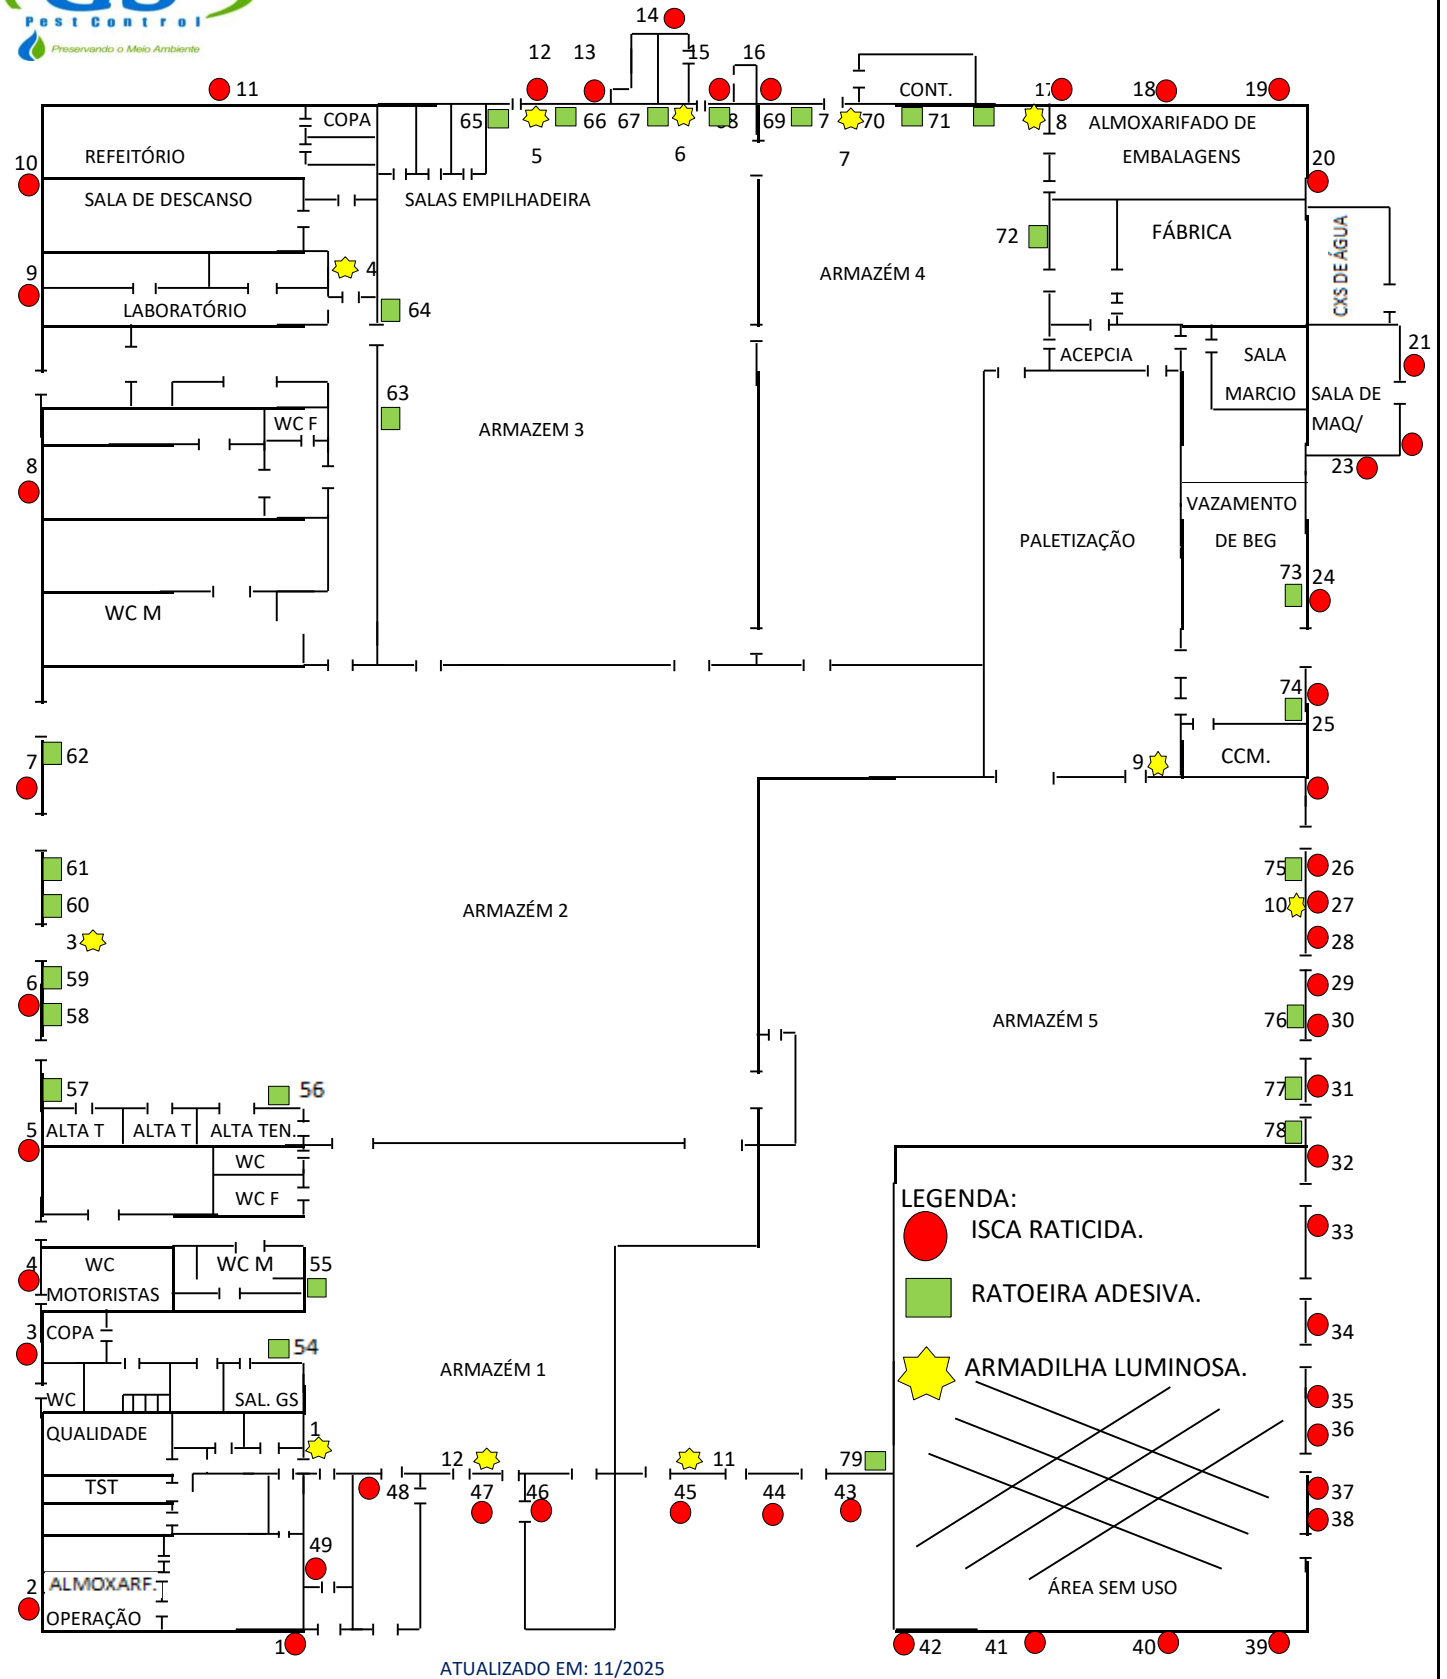 GS
Pest Control
Preservando o Meio Ambiente
14
12 13 15 16
11 CONT. 17 18 19
COPA 65 66 67 68 69 7 70 71 8 ALMOXARIFADO DE
10 REFEITÓRIO 5 6 7 EMBALAGENS 20
SALA DE DESCANSO SALAS EMPILHADEIRA
72 FÁBRICA CXS DE ÁGUA
9 4 ARMAZÉM 4
LABORATÓRIO 64
ACEPCIA SALA 21
63 MARCIO SALA DE
WC F ARMAZEM 3 MAQ/
8 23
VAZAMENTO
PALETIZAÇÃO DE BEG
73 24
WC M
74
25
7 62 9 CCM.
61 75 26
60 ARMAZÉM 2 10 27
3 28
6 59 29
58 ARMAZÉM 5 76 30
57 56 77 31
5 ALTA T ALTA T ALTA TEN. 78
WC 32
WC F LEGENDA:
ISCA RATICIDA. 33
4 WC WC M 55
MOTORISTAS RATOEIRA ADESIVA.
3 COPA 54 34
ARMAZÉM 1 ARMADILHA LUMINOSA.
WC SAL. GS 35
QUALIDADE 1 36
12 11 79
TST 48 47 46 45 44 43 37
38
49
2 ALMOXARF. ÁREA SEM USO
OPERAÇÃO
1 42 41 40 39
ATUALIZADO EM: 11/2025